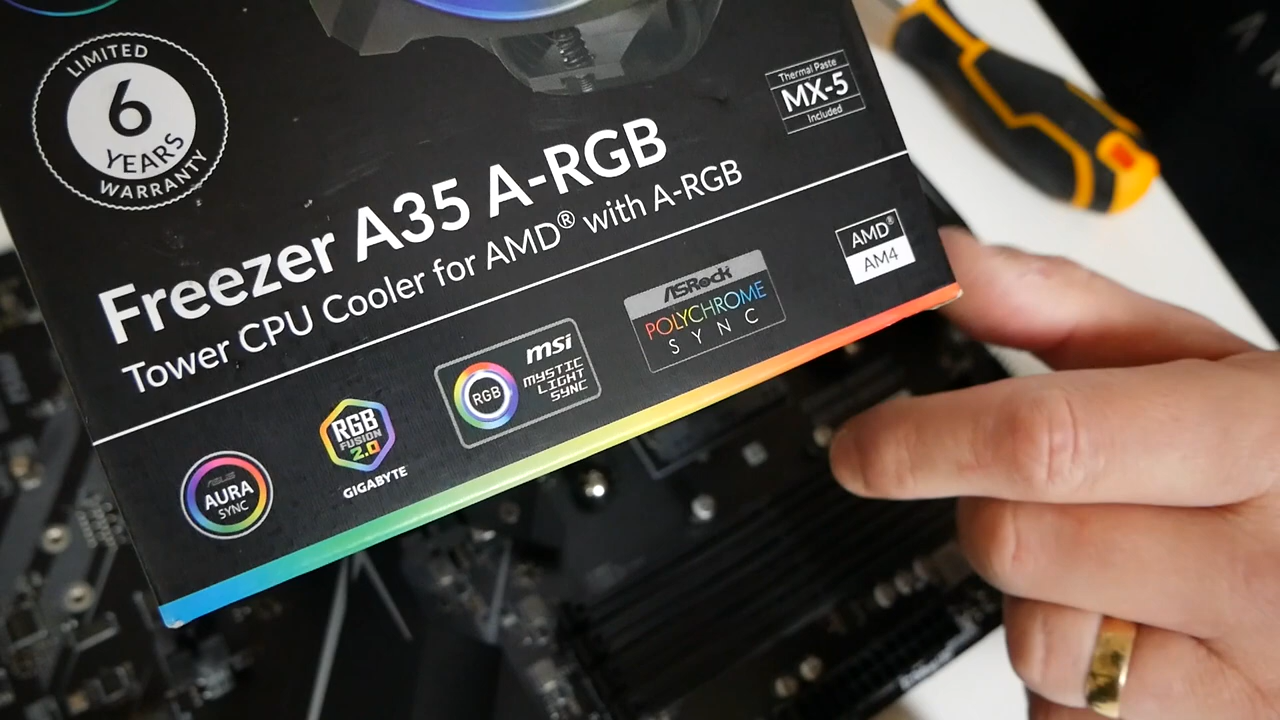 LIMITED
6
YEARS
WARRANTY
Thermal Paste
MX-5
Included
Freezer A35 A-RGB
Tower CPU Cooler for AMD® with A-RGB
AMD®
AM4
ASRock
POLYCHROME
SYNC
msi
MYSTIC
LIGHT
SYNC
RGB
RGB
FUSION
2.0
GIGABYTE
ASUS
AURA
SYNC